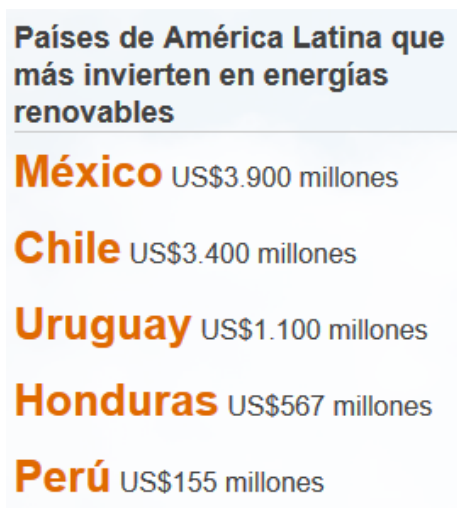 Países de América Latina que
más invierten en energías
renovables
México US$3.900 millones
Chile US$3.400 millones
Uruguay US$1.100 millones
Honduras US$567 millones
Perú US$155 millones